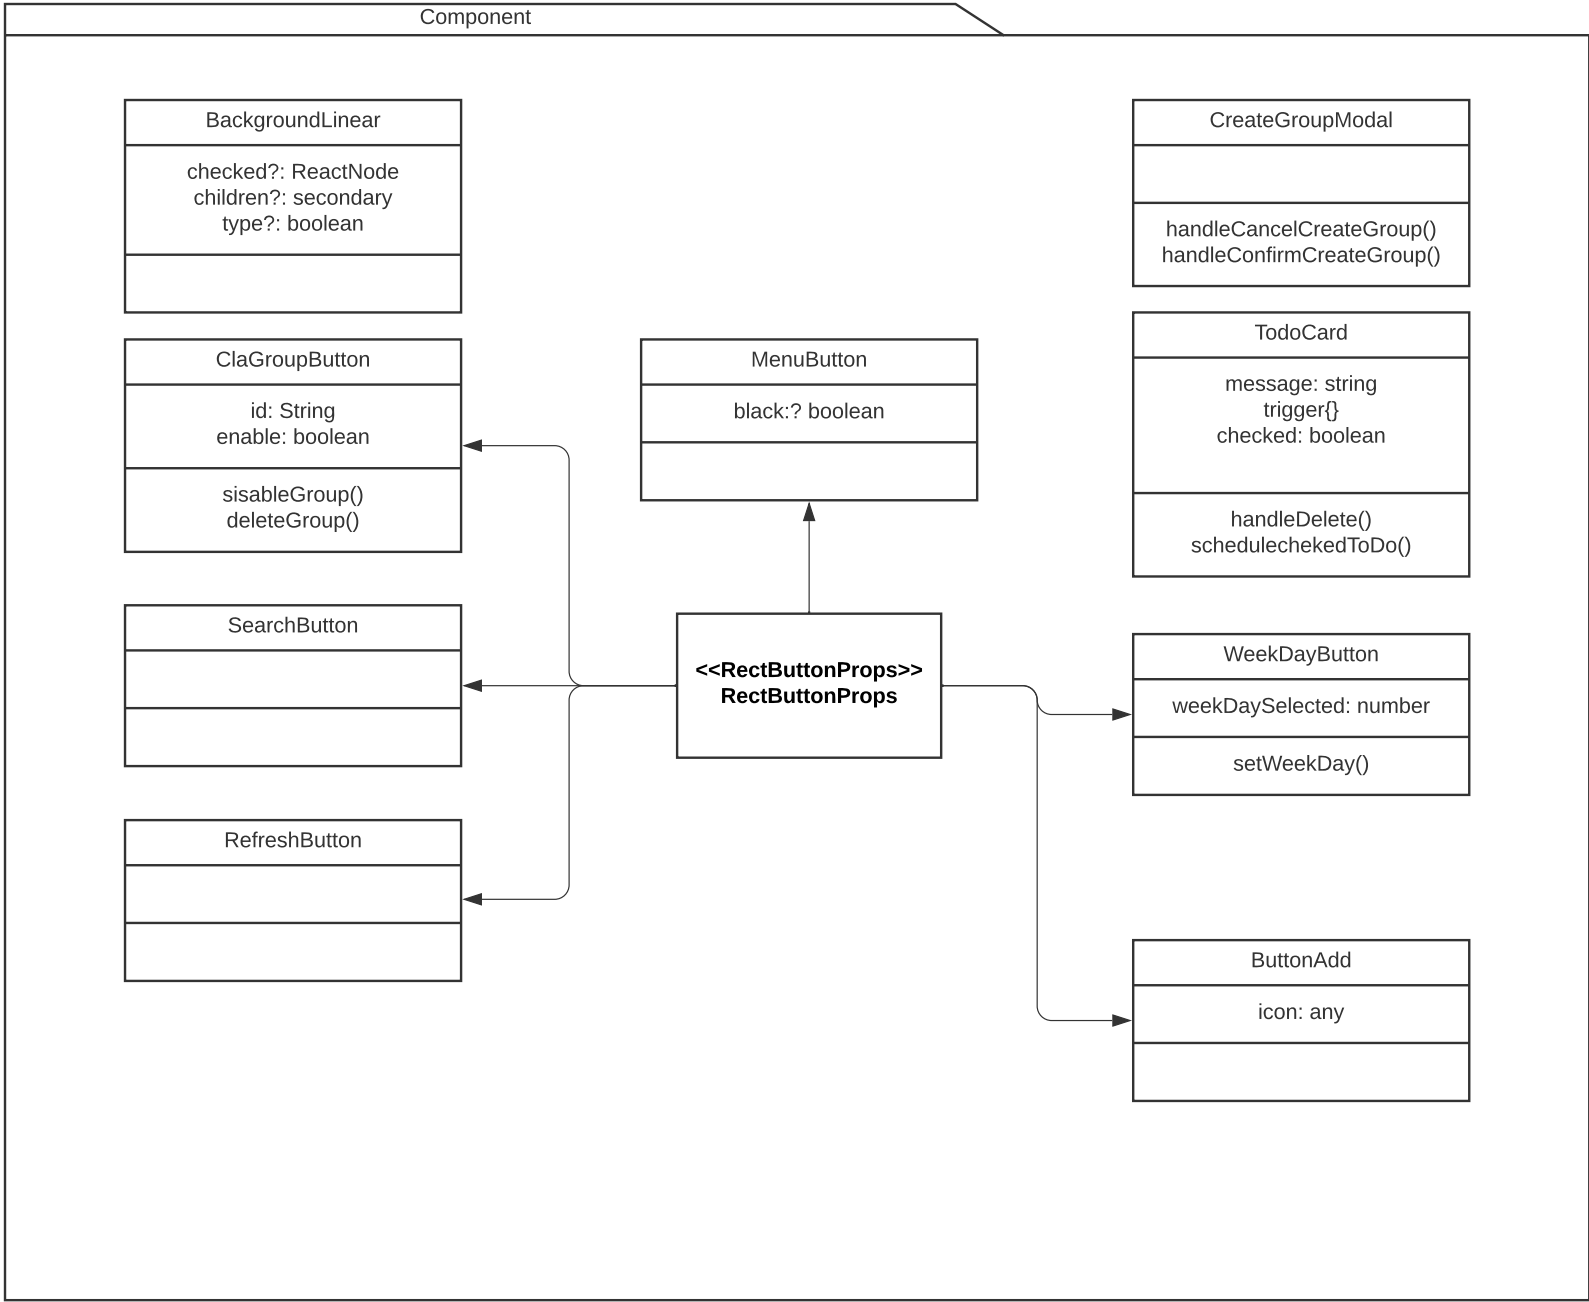 Component
BackgroundLinear
checked?: ReactNode
children?: secondary
type?: boolean
ClaGroupButton
id: String
enable: boolean
sisableGroup()
deleteGroup()
SearchButton
RefreshButton
MenuButton
black:? boolean
<<RectButtonProps>>
RectButtonProps
CreateGroupModal
handleCancelCreateGroup()
handleConfirmCreateGroup()
TodoCard
message: string
trigger{}
checked: boolean
handleDelete()
schedulechekedToDo()
WeekDayButton
weekDaySelected: number
setWeekDay()
ButtonAdd
icon: any